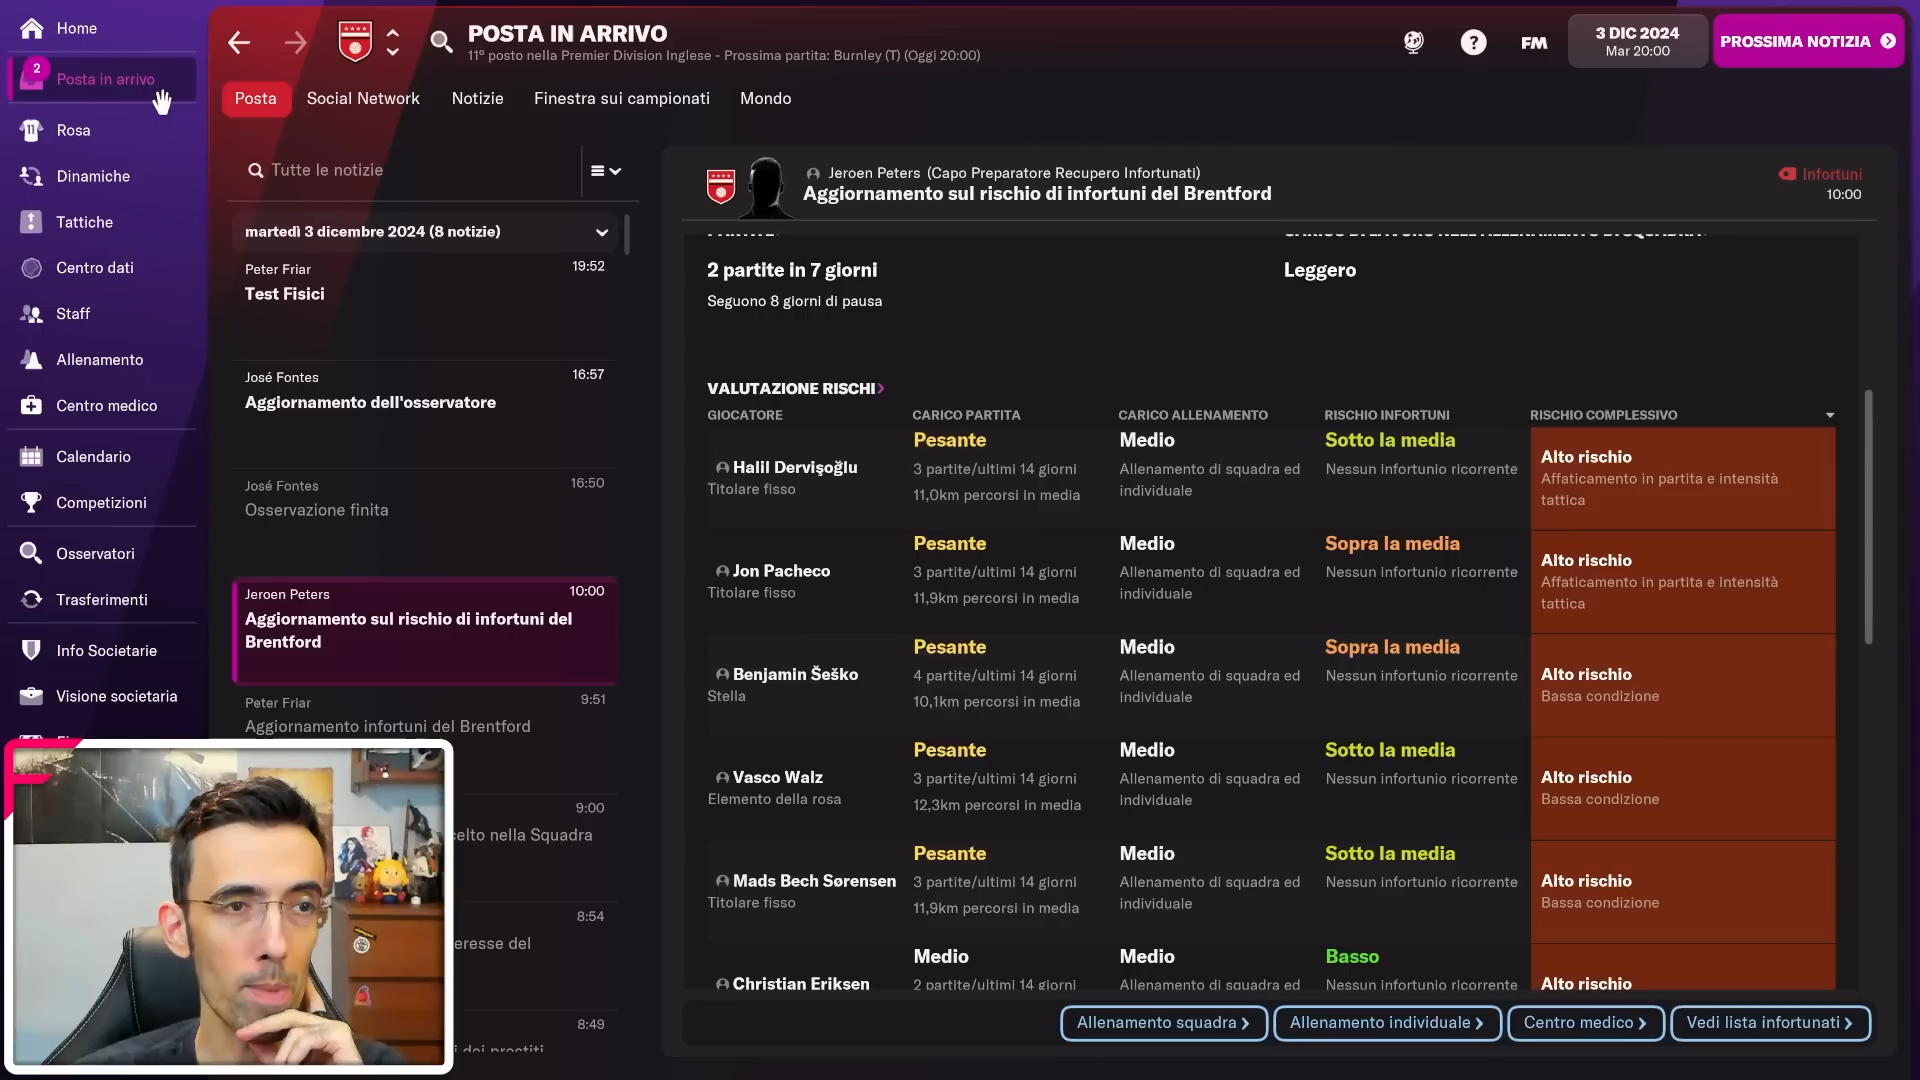 Home
2
Posta in arrivo
Rosa
Dinamiche
Tattiche
Centro dati
Staff
Allenamento
Centro medico
Calendario
Competizioni
Osservatori
Trasferimenti
Info Societarie
Visione societaria
POSTA IN ARRIVO
11° posto nella Premier Division Inglese - Prossima partita: Burnley (T) (Oggi 20:00)
FM
3 DIC 2024
Mar 20:00
PROSSIMA NOTIZIA
Posta
Social Network
Notizie
Finestra sui campionati
Mondo
Tutte le notizie
martedì 3 dicembre 2024 (8 notizie)
Peter Friar 19:52
Test Fisici
José Fontes 16:57
Aggiornamento dell'osservatore
José Fontes 16:50
Osservazione finita
Jeroen Peters 10:00
Aggiornamento sul rischio di infortuni del
Brentford
Peter Friar 9:51
Aggiornamento infortuni del Brentford
9:00
celto nella Squadra
8:54
eresse del
8:49
Jeroen Peters (Capo Preparatore Recupero Infortunati)
Aggiornamento sul rischio di infortuni del Brentford
Infortuni
10:00
2 partite in 7 giorni
Seguono 8 giorni di pausa
Leggero
VALUTAZIONE RISCHI
GIOCATORE CARICO PARTITA CARICO ALLENAMENTO RISCHIO INFORTUNI RISCHIO COMPLESSIVO
Halil Dervişoğlu
Titolare fisso
Pesante
3 partite/ultimi 14 giorni
11,0km percorsi in media
Medio
Allenamento di squadra ed
individuale
Sotto la media
Nessun infortunio ricorrente
Alto rischio
Affaticamento in partita e intensità
tattica
Jon Pacheco
Titolare fisso
Pesante
3 partite/ultimi 14 giorni
11,9km percorsi in media
Medio
Allenamento di squadra ed
individuale
Sopra la media
Nessun infortunio ricorrente
Alto rischio
Affaticamento in partita e intensità
tattica
Benjamin Šeško
Stella
Pesante
4 partite/ultimi 14 giorni
10,1km percorsi in media
Medio
Allenamento di squadra ed
individuale
Sopra la media
Nessun infortunio ricorrente
Alto rischio
Bassa condizione
Vasco Walz
Elemento della rosa
Pesante
3 partite/ultimi 14 giorni
12,3km percorsi in media
Medio
Allenamento di squadra ed
individuale
Sotto la media
Nessun infortunio ricorrente
Alto rischio
Bassa condizione
Mads Bech Sørensen
Titolare fisso
Pesante
3 partite/ultimi 14 giorni
11,9km percorsi in media
Medio
Allenamento di squadra ed
individuale
Sotto la media
Nessun infortunio ricorrente
Alto rischio
Bassa condizione
Christian Eriksen
Medio
2 partite/ultimi 14 giorni
Medio
Allenamento di squadra ed
Basso
Nessun infortunio ricorrente
Alto rischio
Allenamento squadra
Allenamento individuale
Centro medico
Vedi lista infortunati